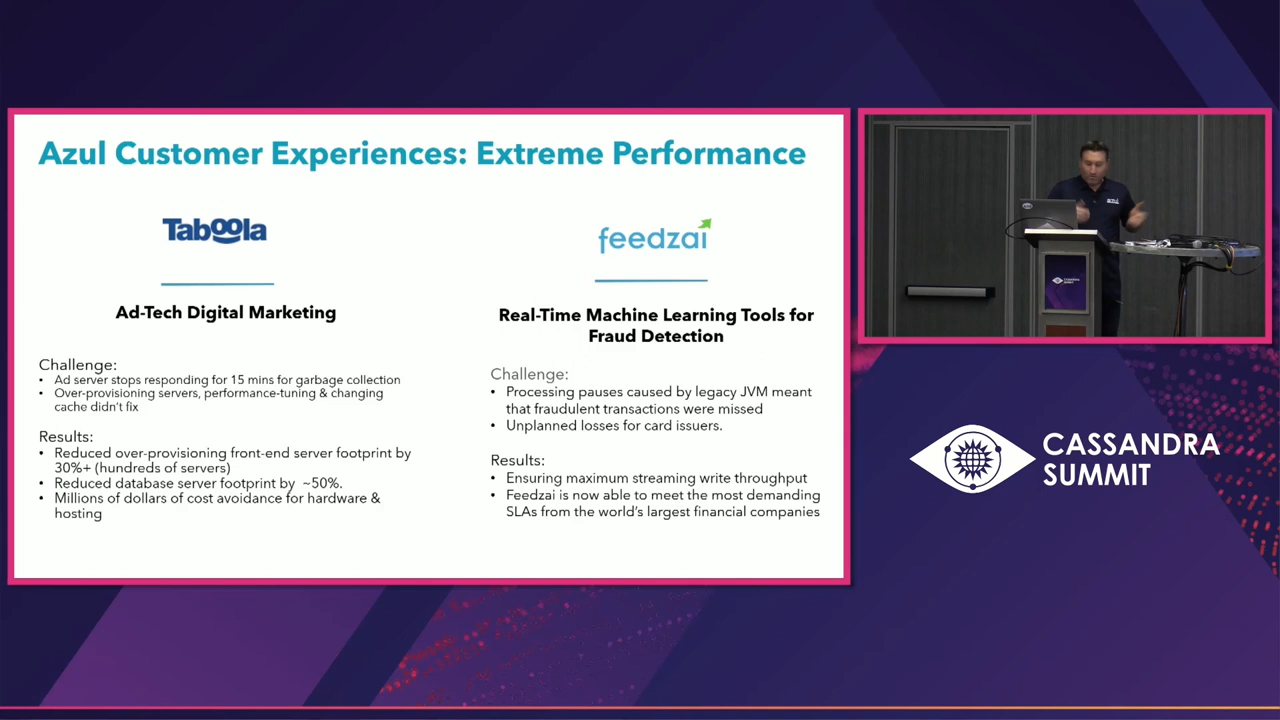 Azul Customer Experiences: Extreme Performance
Taboola
Ad-Tech Digital Marketing
Challenge:
• Ad server stops responding for 15 mins for garbage collection
• Over-provisioning servers, performance-tuning & changing
cache didn't fix
Results:
• Reduced over-provisioning front-end server footprint by
30%+ (hundreds of servers)
• Reduced database server footprint by ~50%.
• Millions of dollars of cost avoidance for hardware &
hosting
feedzai
Real-Time Machine Learning Tools for
Fraud Detection
Challenge:
• Processing pauses caused by legacy JVM meant
that fraudulent transactions were missed
• Unplanned losses for card issuers.
Results:
• Ensuring maximum streaming write throughput
• Feedzai is now able to meet the most demanding
SLAs from the world's largest financial companies
azul
CASSANDRA
SUMMIT
CASSANDRA
SUMMIT